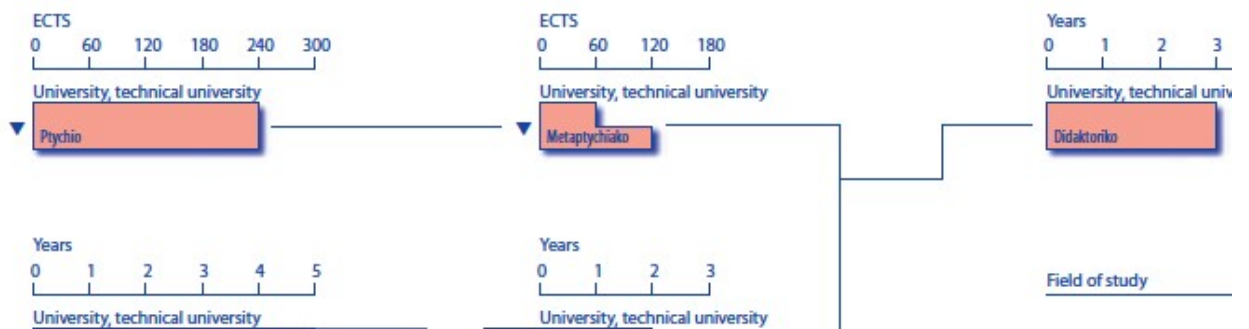 ECTS ECTS Years
0 60 120 180 240 300 0 60 120 180 0 1 2 3
University, technical university University, technical university University, technical
Ptychio Metaptychiako Didaktoriko
Years Years
0 1 2 3 4 5 0 1 2 3
Field of study
University, technical university University, technical university